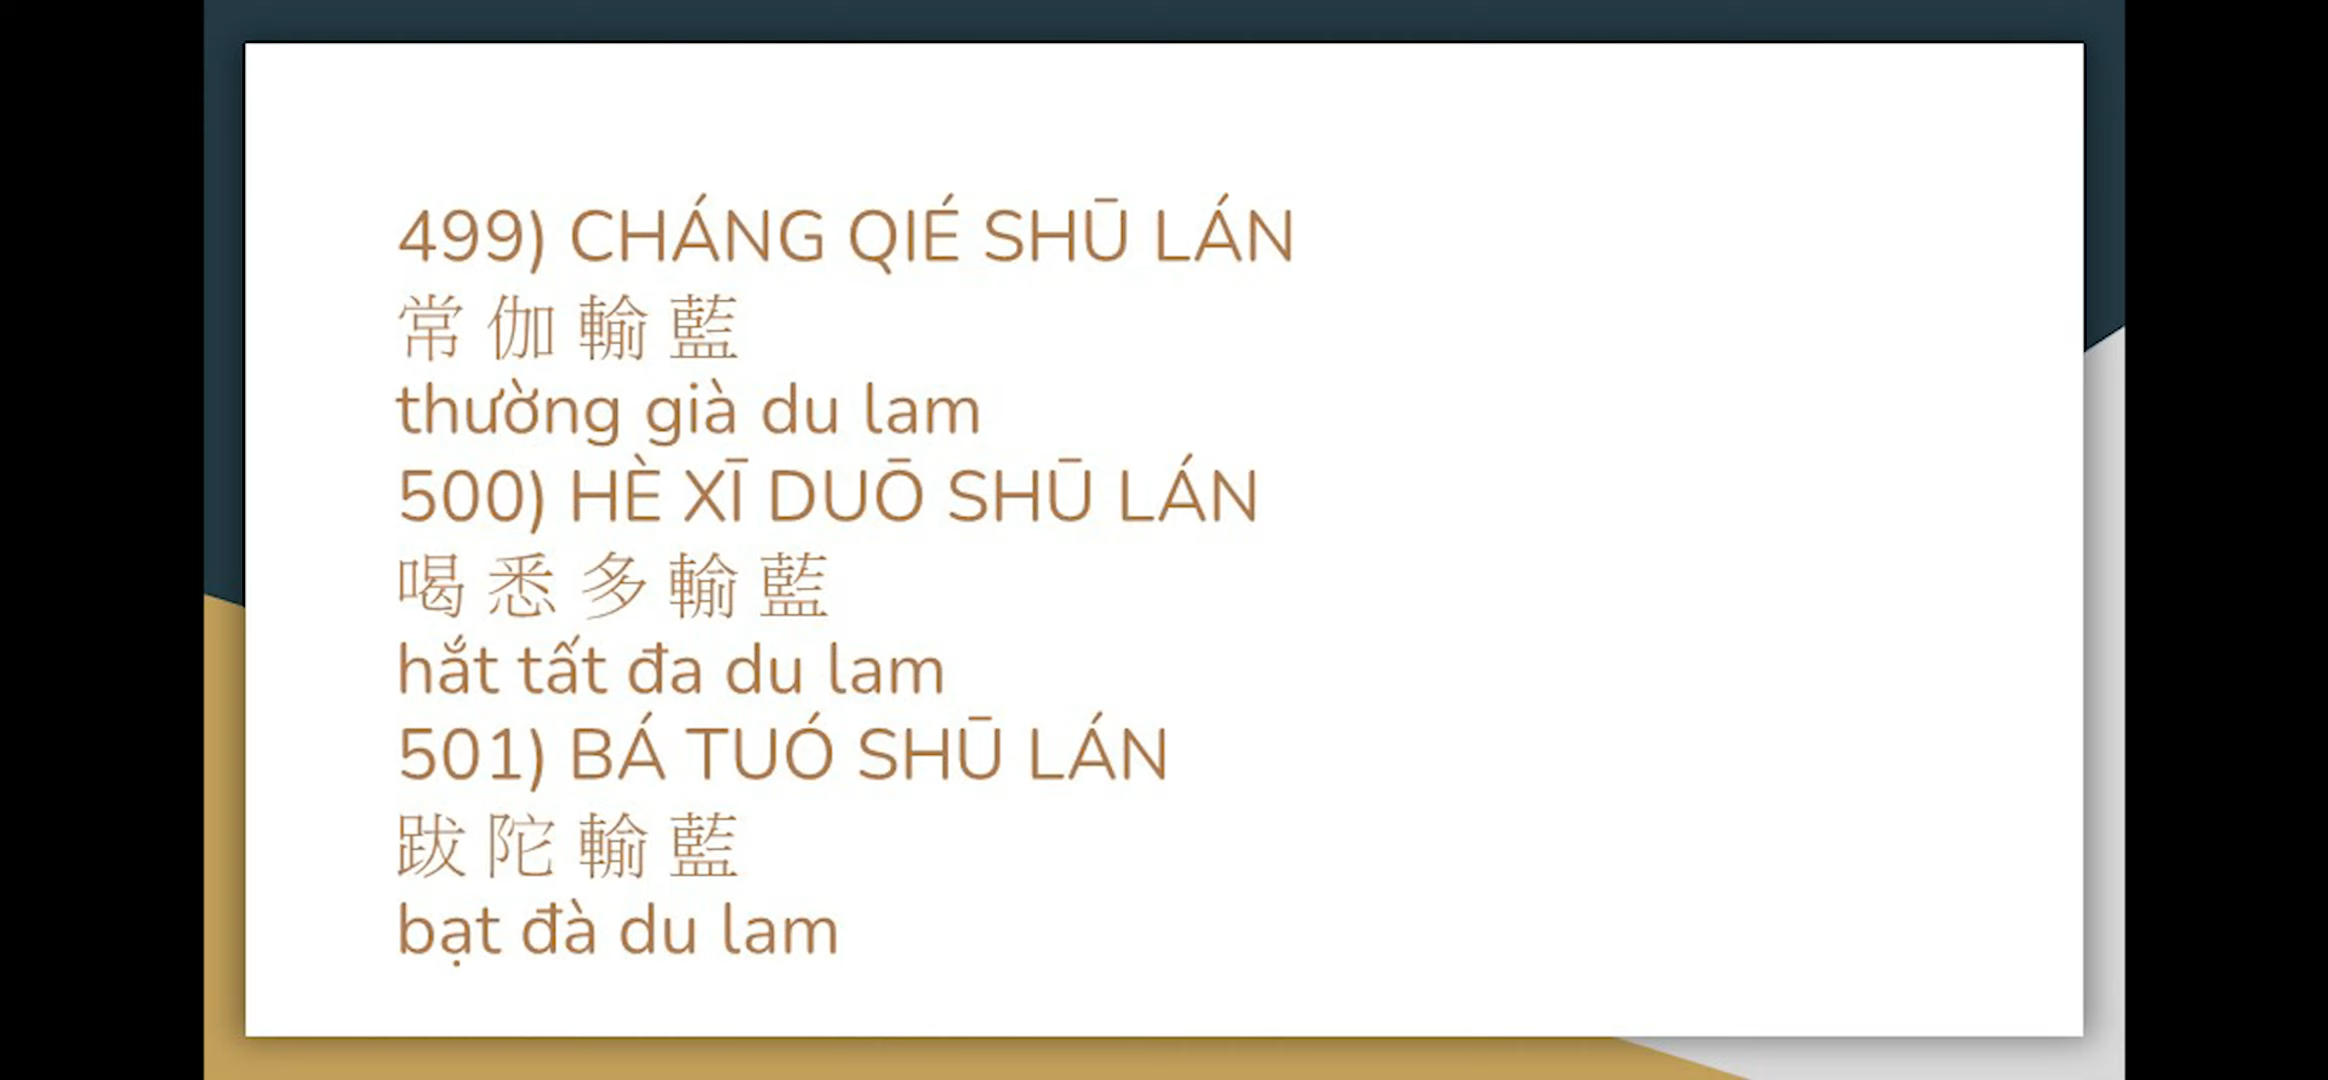 499) CHÁNG QIÉ SHŪ LÁN
常 伽 輸 藍
thường già du lam
500) HÈ XĪ DUŌ SHŪ LÁN
喝 悉 多 輸 藍
hắt tất đa du lam
501) BÁ TUÓ SHŪ LÁN
跋 陀 輸 藍
bạt đà du lam